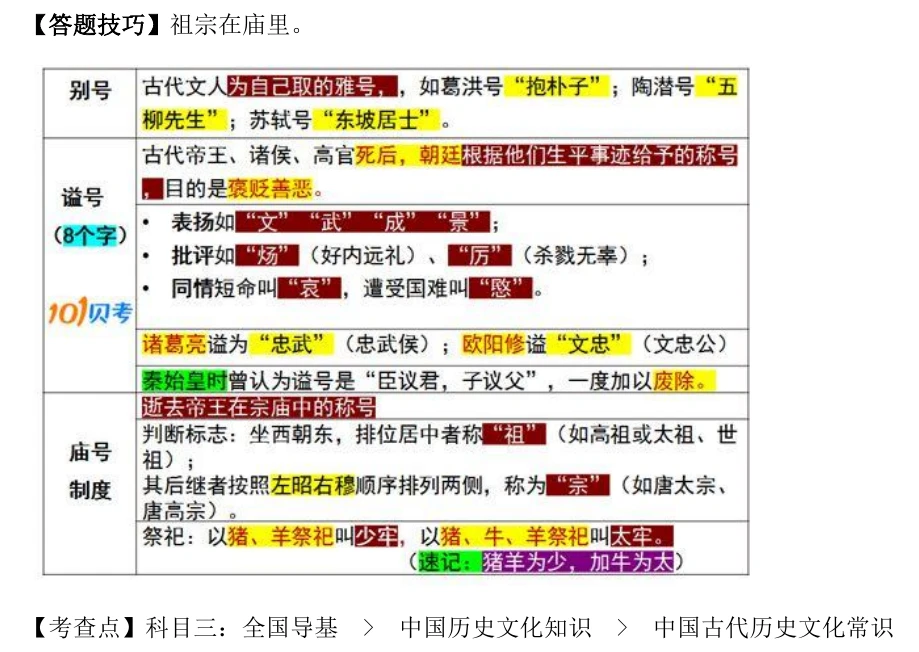 【答题技巧】祖宗在庙里。
别号
古代文人为自己取的雅号，，如葛洪号“抱朴子”；陶潜号“五
柳先生”；苏轼号“东坡居士”。
谥号
（8个字）
101贝考
古代帝王、诸侯、高官死后，朝廷根据他们生平事迹给予的称号
，目的是褒贬善恶。
• 表扬如“文”“武”“成”“景”；
• 批评如“炀”（好内远礼）、“厉”（杀戮无辜）；
• 同情短命叫“哀”，遭受国难叫“愍”。
诸葛亮谥为“忠武”（忠武侯）；欧阳修谥“文忠”（文忠公）
秦始皇时曾认为谥号是“臣议君，子议父”，一度加以废除。
庙号
制度
逝去帝王在宗庙中的称号
判断标志：坐西朝东，排位居中者称“祖”（如高祖或太祖、世
祖）；
其后继者按照左昭右穆顺序排列两侧，称为“宗”（如唐太宗、
唐高宗）。
祭祀：以猪、羊祭祀叫少牢，以猪、牛、羊祭祀叫太牢。
（速记：猪羊为少，加牛为太）
【考查点】科目三：全国导基 > 中国历史文化知识 > 中国古代历史文化常识